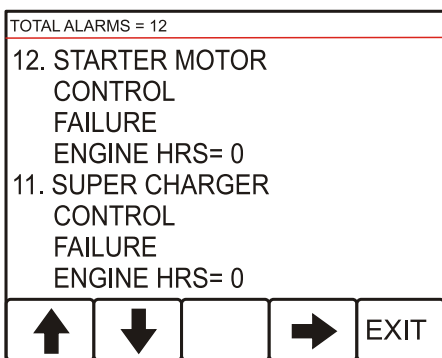 TOTAL ALARMS = 12
12. STARTER MOTOR
CONTROL
FAILURE
ENGINE HRS= 0
11. SUPER CHARGER
CONTROL
FAILURE
ENGINE HRS= 0
EXIT